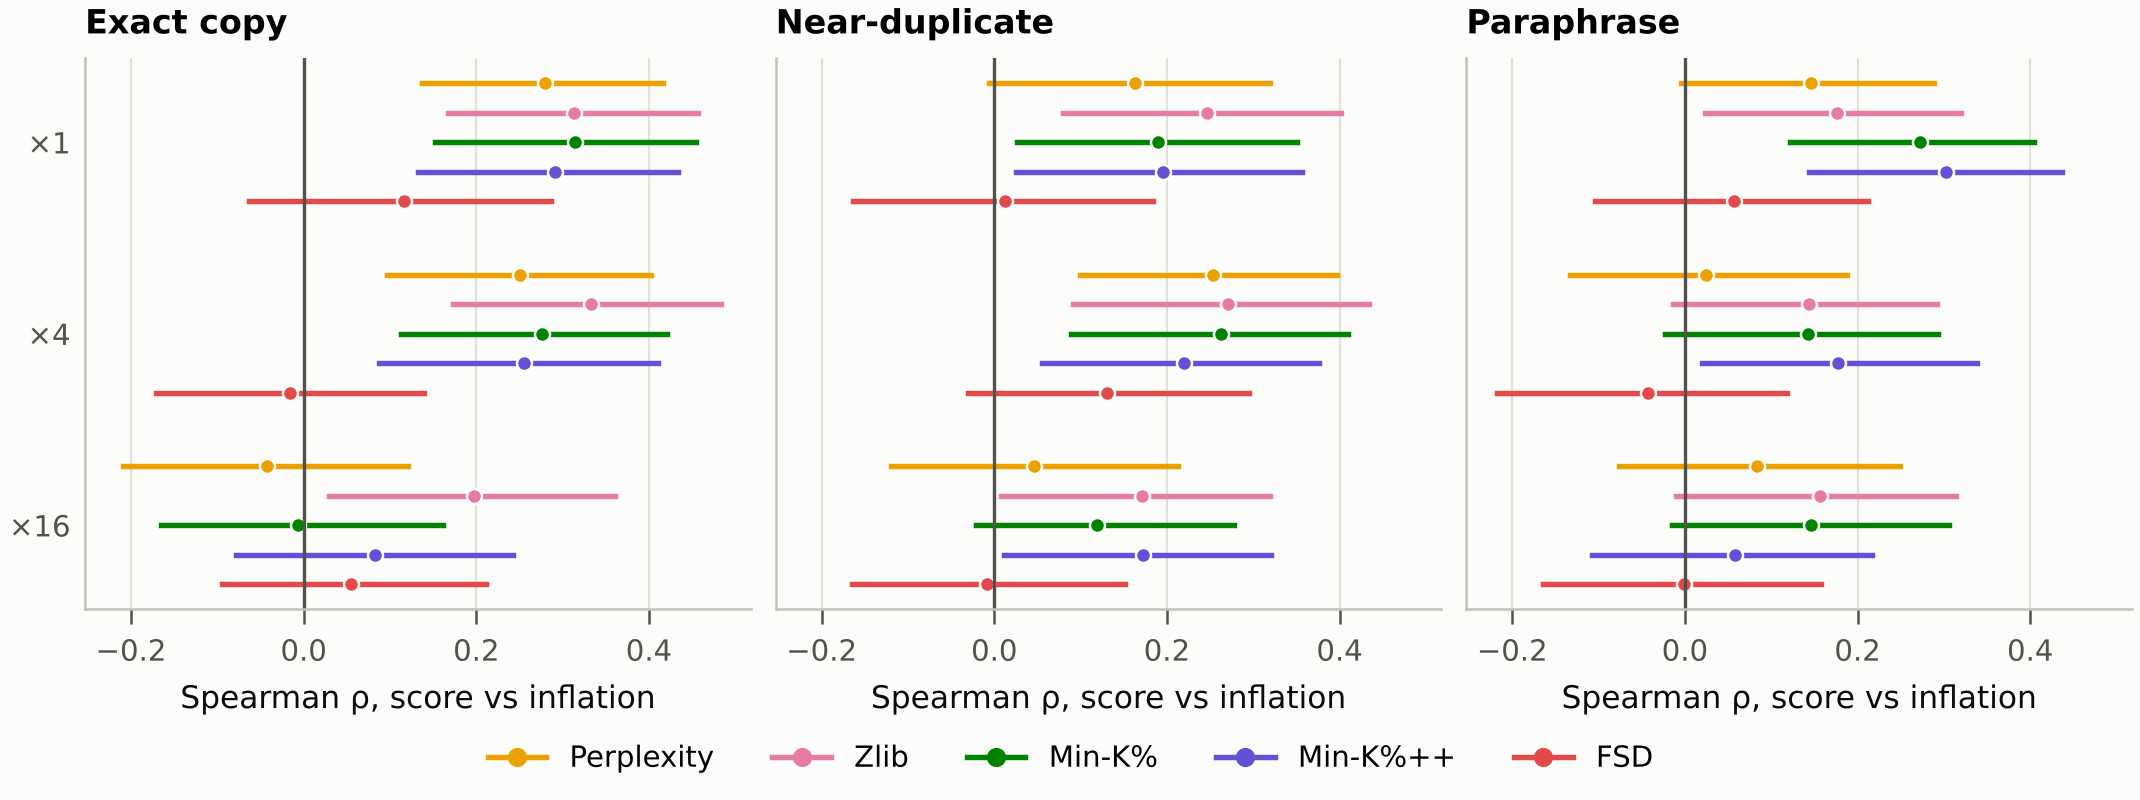 Exact copy
Near-duplicate
Paraphrase
×1
×4
×16
−0.2 0.0 0.2 0.4
−0.2 0.0 0.2 0.4
−0.2 0.0 0.2 0.4
Spearman ρ, score vs inflation
Spearman ρ, score vs inflation
Spearman ρ, score vs inflation
Perplexity Zlib Min-K% Min-K%++ FSD